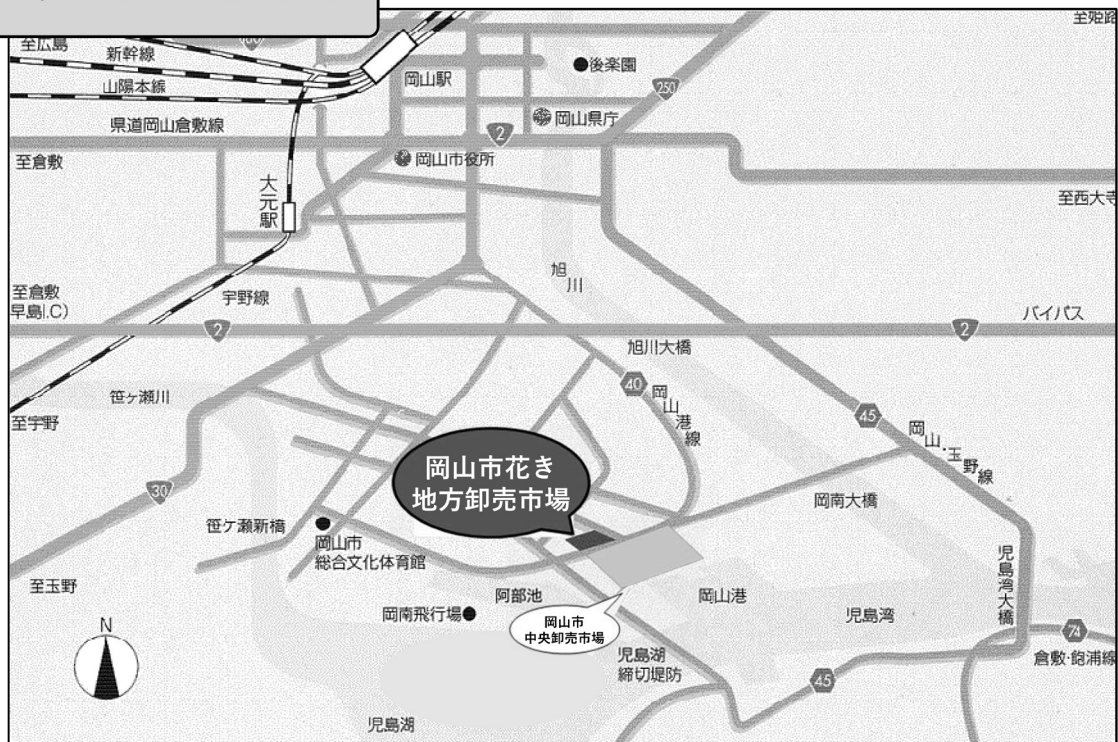 至広島
180
新幹線
山陽本線
岡山駅
後楽園
250
岡山県庁
県道岡山倉敷線
2
至倉敷
岡山市役所
大元駅
至西大寺
至倉敷
早島I.C)
宇野線
旭川
バイパス
2
2
旭川大橋
笹ヶ瀬川
40
岡山港線
至宇野
45
岡山・玉野線
岡山市花き
地方卸売市場
30
岡南大橋
笹ケ瀬新橋
岡山市
総合文化体育館
児島湾大橋
至玉野
阿部池
岡山港
岡南飛行場
児島湾
岡山市
中央卸売市場
N
74
倉敷・飽浦線
児島湖
締切堤防
45
児島湖